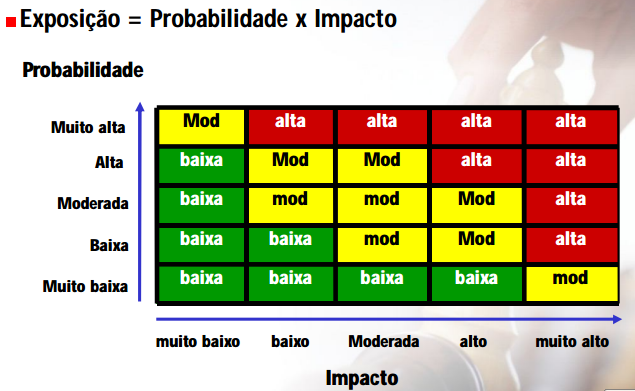 Exposição = Probabilidade x Impacto
Probabilidade
Muito alta Mod alta alta alta alta
Alta baixa Mod Mod alta alta
Moderada baixa mod mod Mod alta
Baixa baixa baixa mod Mod alta
Muito baixa baixa baixa baixa baixa mod
muito baixo baixo Moderada alto muito alto
Impacto